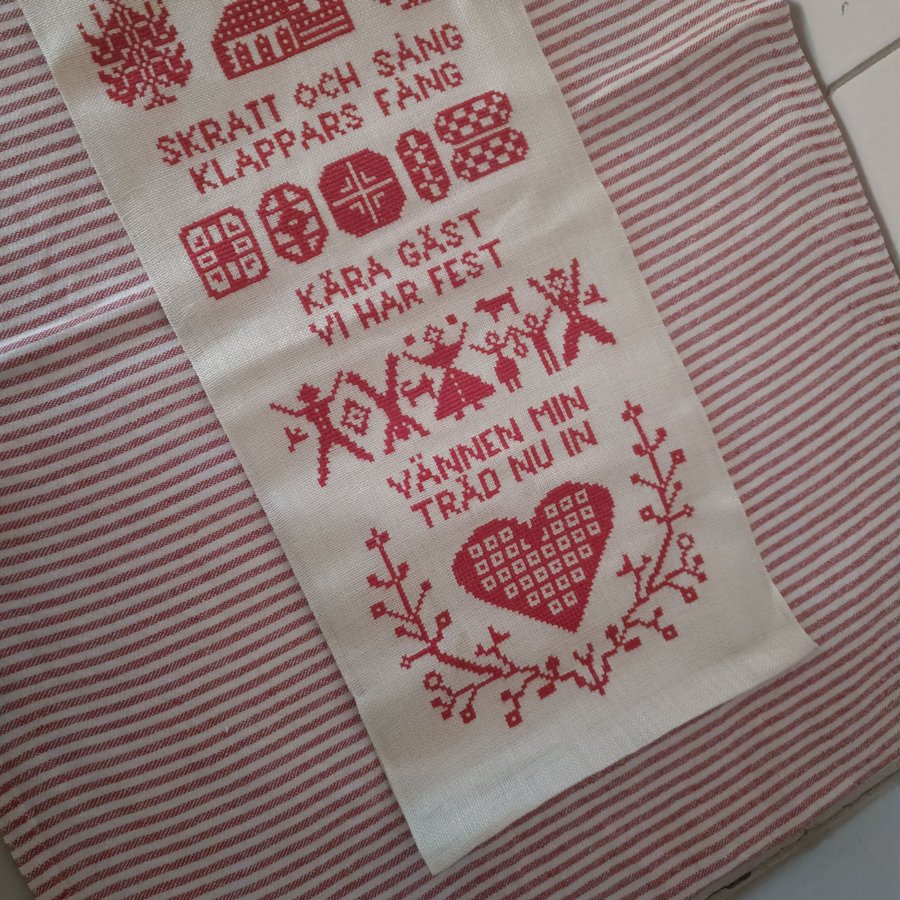 SKRATT OCH SÅNG
KLAPPARS FÅNG
KÄRA GÄST
VI HAR FEST
VÄNNEN MIN
TRÄD NU IN